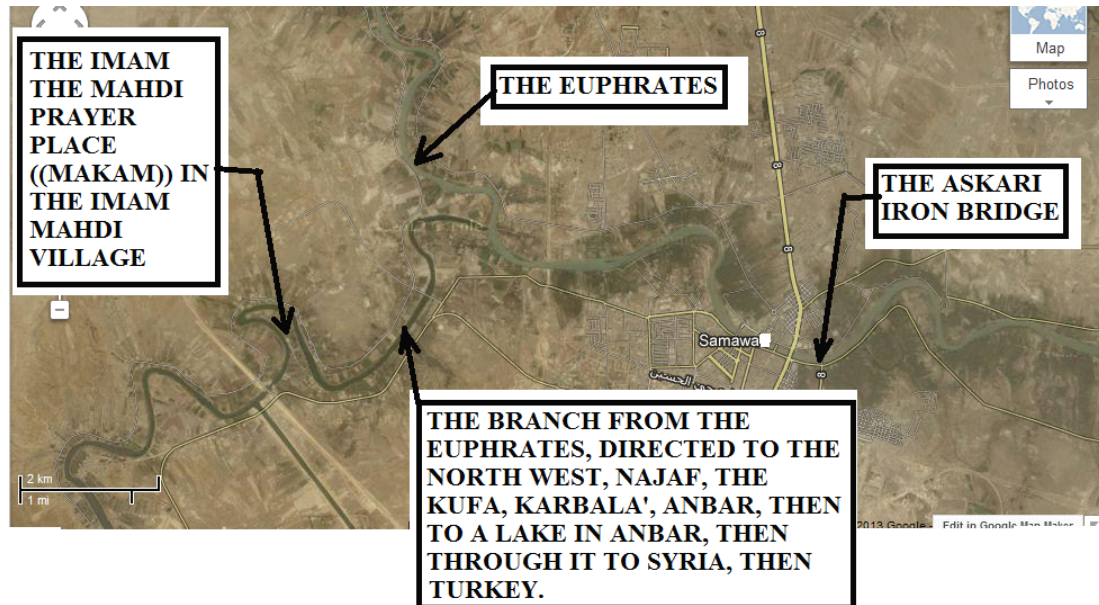 THE IMAM
THE MAHDI
PRAYER
PLACE
((MAKAM)) IN
THE IMAM
MAHDI
VILLAGE
THE EUPHRATES
Map
Photos
8
THE ASKARI
IRON BRIDGE
8
Samawa
8
حي الحسين
2 km
1 mi
THE BRANCH FROM THE
EUPHRATES, DIRECTED TO THE
NORTH WEST, NAJAF, THE
KUFA, KARBALA', ANBAR, THEN
TO A LAKE IN ANBAR, THEN
THROUGH IT TO SYRIA, THEN
TURKEY.
2013 Google - Edit in Google Map Maker